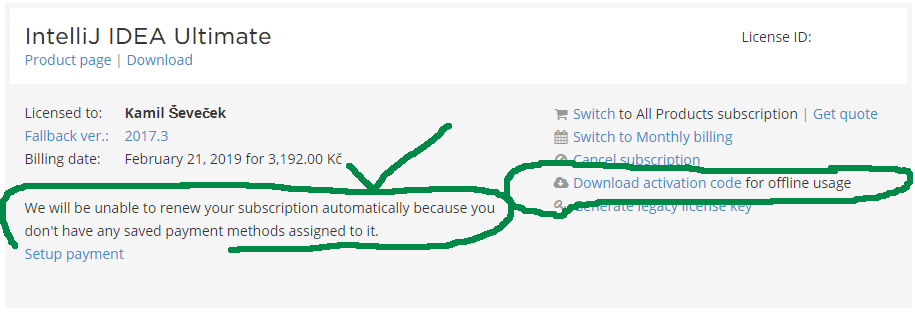 IntelliJ IDEA Ultimate
Product page | Download
License ID:
Licensed to: Kamil Ševeček
Fallback ver.: 2017.3
Billing date: February 21, 2019 for 3,192.00 Kč
We will be unable to renew your subscription automatically because you
don't have any saved payment methods assigned to it.
Setup payment
Switch to All Products subscription | Get quote
Switch to Monthly billing
Cancel subscription
Download activation code for offline usage
Generate legacy license key